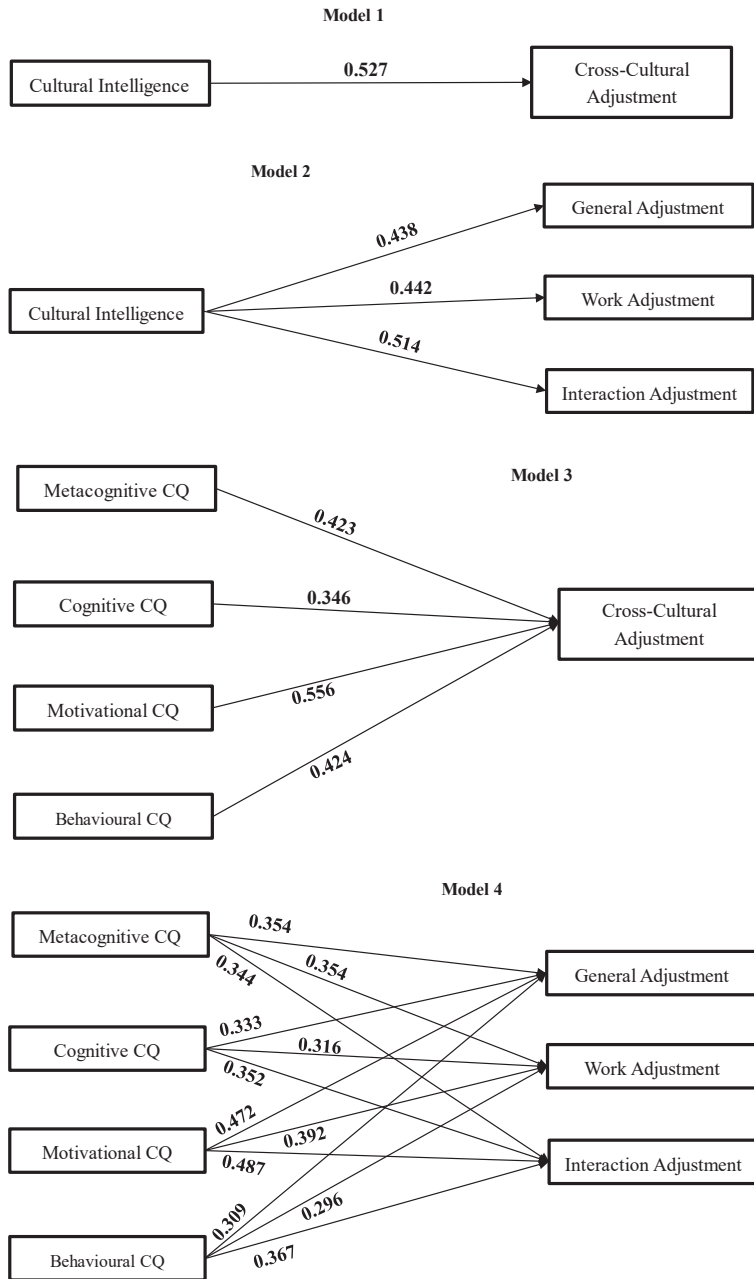 Model 1
0.527
Cultural Intelligence
Cross-Cultural
Adjustment
Model 2
General Adjustment
0.438
0.442
Work Adjustment
Cultural Intelligence
0.514
Interaction Adjustment
Model 3
Metacognitive CQ
0.423
Cognitive CQ
0.346
Cross-Cultural
Adjustment
Motivational CQ
0.556
0.424
Behavioural CQ
Model 4
Metacognitive CQ
0.354
0.354
0.344
General Adjustment
Cognitive CQ
0.333
0.316
0.352
Work Adjustment
Motivational CQ
0.472
0.392
0.487
Interaction Adjustment
0.309
0.296
0.367
Behavioural CQ